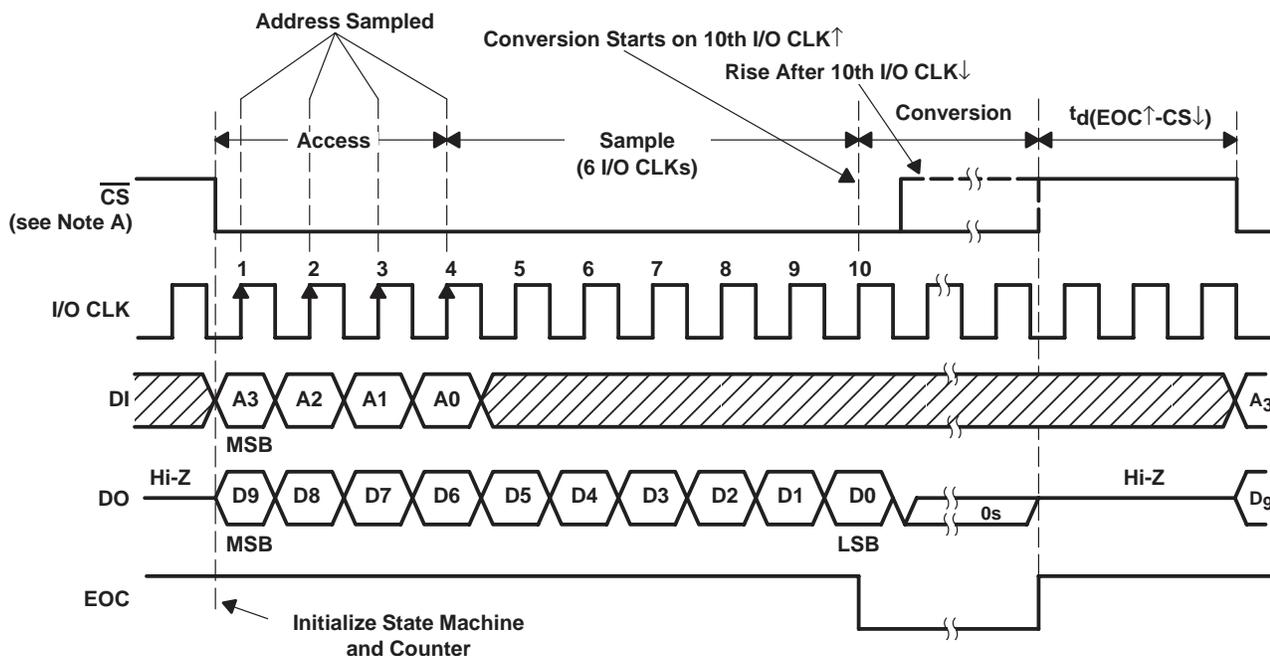 Address Sampled
Conversion Starts on 10th I/O CLK↑
Rise After 10th I/O CLK↓
Access
Sample
(6 I/O CLKs)
Conversion
td(EOC↑-CS↓)
CS
(see Note A)
1 2 3 4 5 6 7 8 9 10
I/O CLK
DI A3 A2 A1 A0 A3
MSB
Hi-Z Hi-Z
DO D9 D8 D7 D6 D5 D4 D3 D2 D1 D0 0s D9
MSB LSB
EOC
Initialize State Machine
and Counter